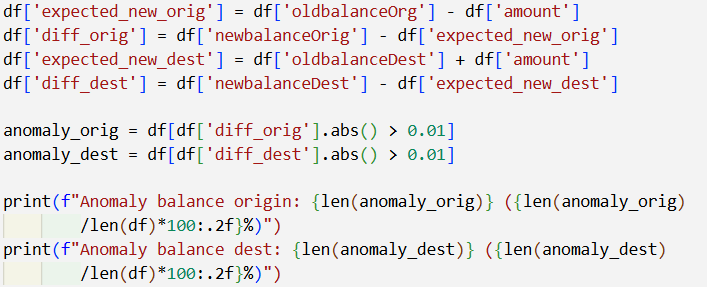 df['expected_new_orig'] = df['oldbalanceOrg'] - df['amount']
df['diff_orig'] = df['newbalanceOrig'] - df['expected_new_orig']
df['expected_new_dest'] = df['oldbalanceDest'] + df['amount']
df['diff_dest'] = df['newbalanceDest'] - df['expected_new_dest']

anomaly_orig = df[df['diff_orig'].abs() > 0.01]
anomaly_dest = df[df['diff_dest'].abs() > 0.01]

print(f"Anomaly balance origin: {len(anomaly_orig)} ({len(anomaly_orig)
        /len(df)*100:.2f}%)")
print(f"Anomaly balance dest: {len(anomaly_dest)} ({len(anomaly_dest)
        /len(df)*100:.2f}%)")